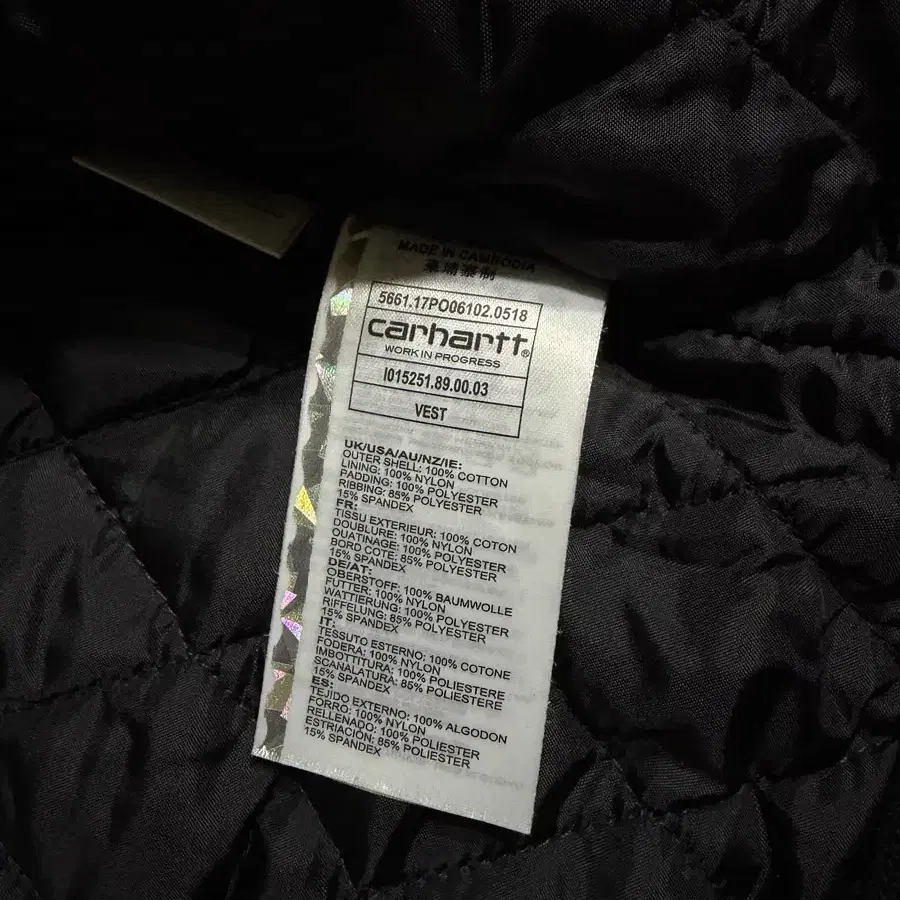 MADE IN CAMBODIA
柬埔寨制
5661.17PO06102.0518
carhartt®
WORK IN PROGRESS
I015251.89.00.03
VEST
UK/USA/AU/NZ/IE:
OUTER SHELL: 100% COTTON
LINING: 100% NYLON
PADDING: 100% POLYESTER
RIBBING: 85% POLYESTER
15% SPANDEX
FR:
TISSU EXTERIEUR: 100% COTON
DOUBLURE: 100% NYLON
OUATINAGE: 100% POLYESTER
BORD COTE: 85% POLYESTER
15% SPANDEX
DE/AT:
OBERSTOFF: 100% BAUMWOLLE
FUTTER: 100% NYLON
WATTIERUNG: 100% POLYESTER
RIFFELUNG: 85% POLYESTER
15% SPANDEX
IT:
TESSUTO ESTERNO: 100% COTONE
FODERA: 100% NYLON
IMBOTTITURA: 100% POLIESTERE
SCANALATURA: 85% POLIESTERE
15% SPANDEX
ES:
TEJIDO EXTERNO: 100% ALGODON
FORRO: 100% NYLON
RELLENADO: 100% POLIESTER
ESTRIACIÓN: 85% POLIESTER
15% SPANDEX